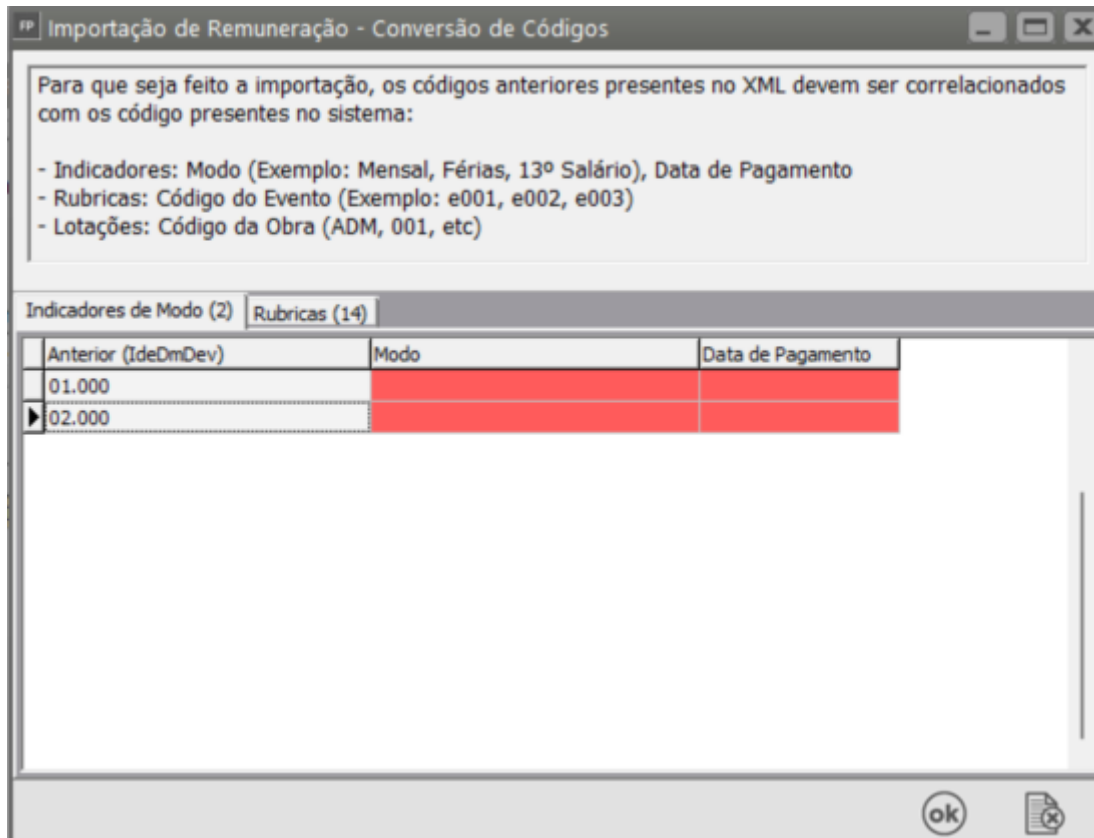 FP Importação de Remuneração - Conversão de Códigos
Para que seja feito a importação, os códigos anteriores presentes no XML devem ser correlacionados
com os código presentes no sistema:
- Indicadores: Modo (Exemplo: Mensal, Férias, 13º Salário), Data de Pagamento
- Rubricas: Código do Evento (Exemplo: e001, e002, e003)
- Lotações: Código da Obra (ADM, 001, etc)
Indicadores de Modo (2) Rubricas (14)
Anterior (IdeDmDev) Modo Data de Pagamento
01.000
02.000
ok